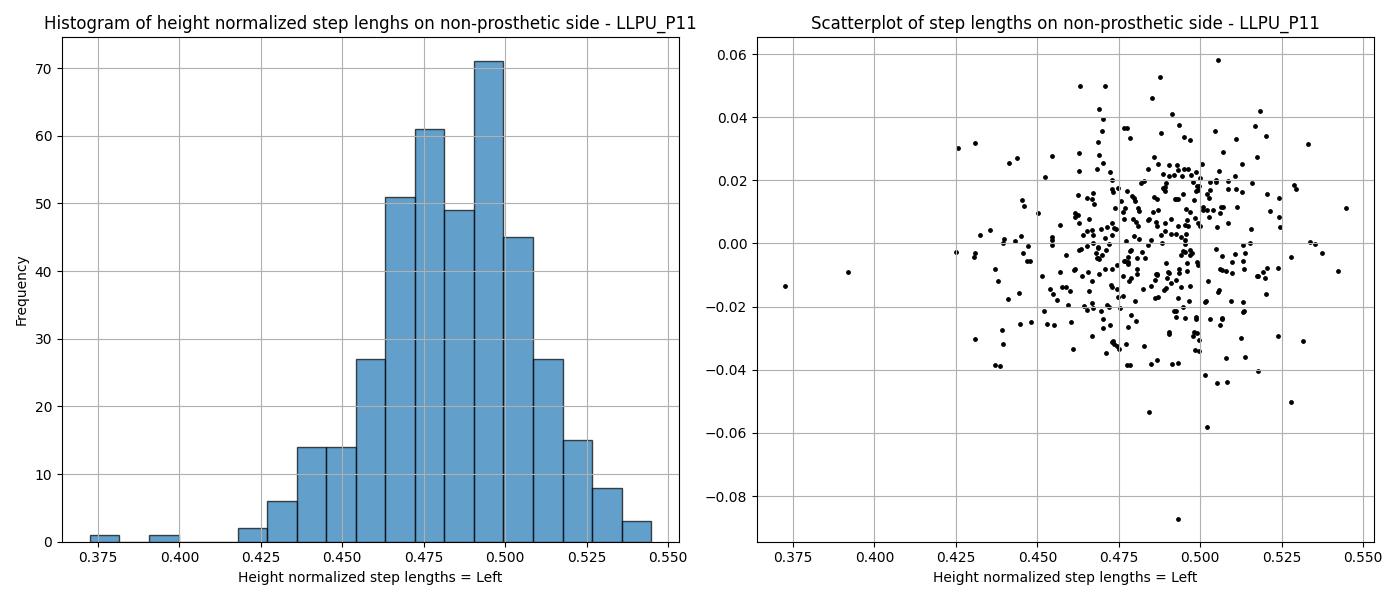 Histogram of height normalized step lenghs on non-prosthetic side - LLPU_P11
Frequency
70
60
50
40
30
20
10
0
0.375 0.400 0.425 0.450 0.475 0.500 0.525 0.550
Height normalized step lengths = Left
Scatterplot of step lengths on non-prosthetic side - LLPU_P11
0.06
0.04
0.02
0.00
−0.02
−0.04
−0.06
−0.08
0.375 0.400 0.425 0.450 0.475 0.500 0.525 0.550
Height normalized step lengths = Left